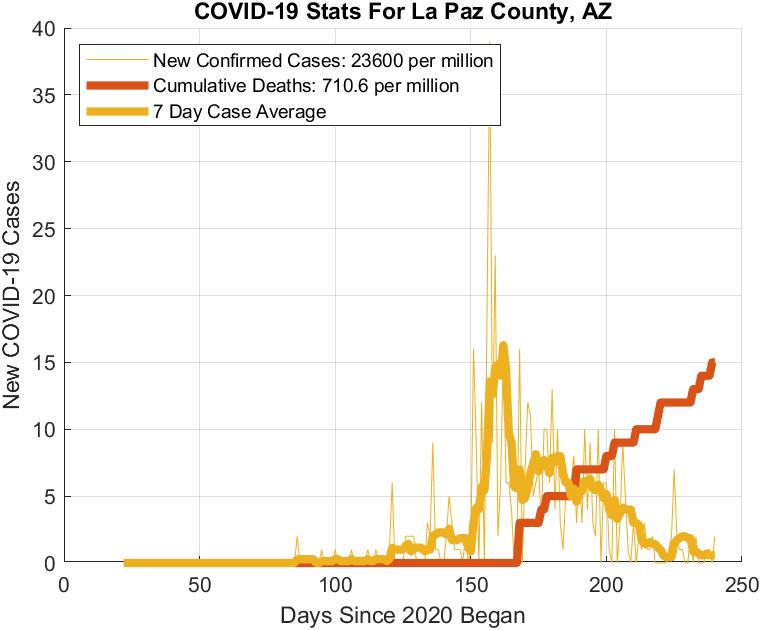 COVID-19 Stats For La Paz County, AZ
New Confirmed Cases: 23600 per million
Cumulative Deaths: 710.6 per million
7 Day Case Average
New COVID-19 Cases
40
35
30
25
20
15
10
5
0
0 50 100 150 200 250
Days Since 2020 Began